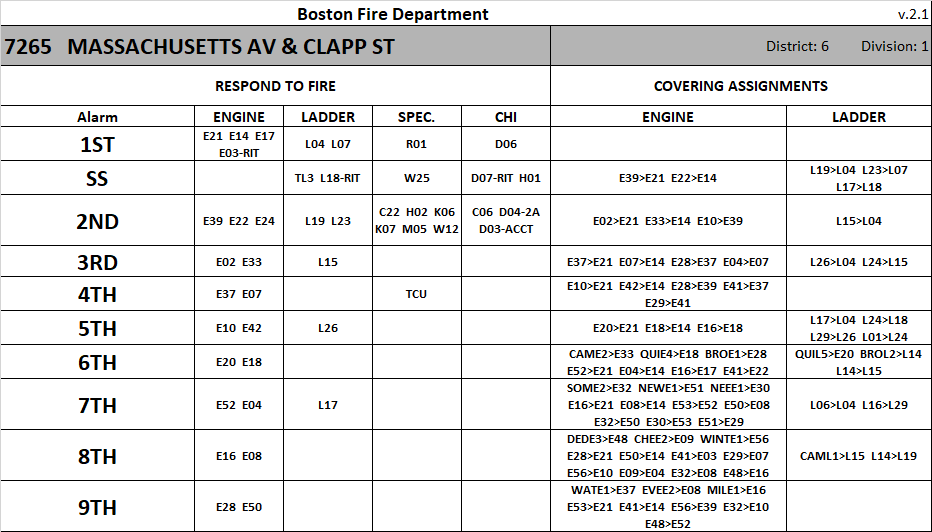 Boston Fire Department v.2.1
7265 MASSACHUSETTS AV & CLAPP ST District: 6 Division: 1
RESPOND TO FIRE COVERING ASSIGNMENTS
Alarm ENGINE LADDER SPEC. CHI ENGINE LADDER
1ST E21 E14 E17 E03-RIT L04 L07 R01 D06
SS TL3 L18-RIT W25 D07-RIT H01 E39>E21 E22>E14 L19>L04 L23>L07 L17>L18
2ND E39 E22 E24 L19 L23 C22 H02 K06 K07 M05 W12 C06 D04-2A D03-ACCT E02>E21 E33>E14 E10>E39 L15>L04
3RD E02 E33 L15 E37>E21 E07>E14 E28>E37 E04>E07 L26>L04 L24>L15
4TH E37 E07 TCU E10>E21 E42>E14 E28>E39 E41>E37 E29>E41
5TH E10 E42 L26 E20>E21 E18>E14 E16>E18 L17>L04 L24>L18 L29>L26 L01>L24
6TH E20 E18 CAME2>E33 QUIE4>E18 BROE1>E28 E52>E21 E04>E14 E16>E17 E41>E22 QUIL5>E20 BROL2>L14 L14>L15
7TH E52 E04 L17 SOME2>E32 NEWE1>E51 NEEE1>E30 E16>E21 E08>E14 E53>E52 E50>E08 E32>E50 E30>E53 E51>E29 L06>L04 L16>L29
8TH E16 E08 DEDE3>E48 CHEE2>E09 WINTE1>E56 E28>E21 E50>E14 E41>E03 E29>E07 E56>E10 E09>E04 E32>E08 E48>E16 CAML1>L15 L14>L19
9TH E28 E50 WATE1>E37 EVEE2>E08 MILE1>E16 E53>E21 E41>E14 E56>E39 E32>E10 E48>E52